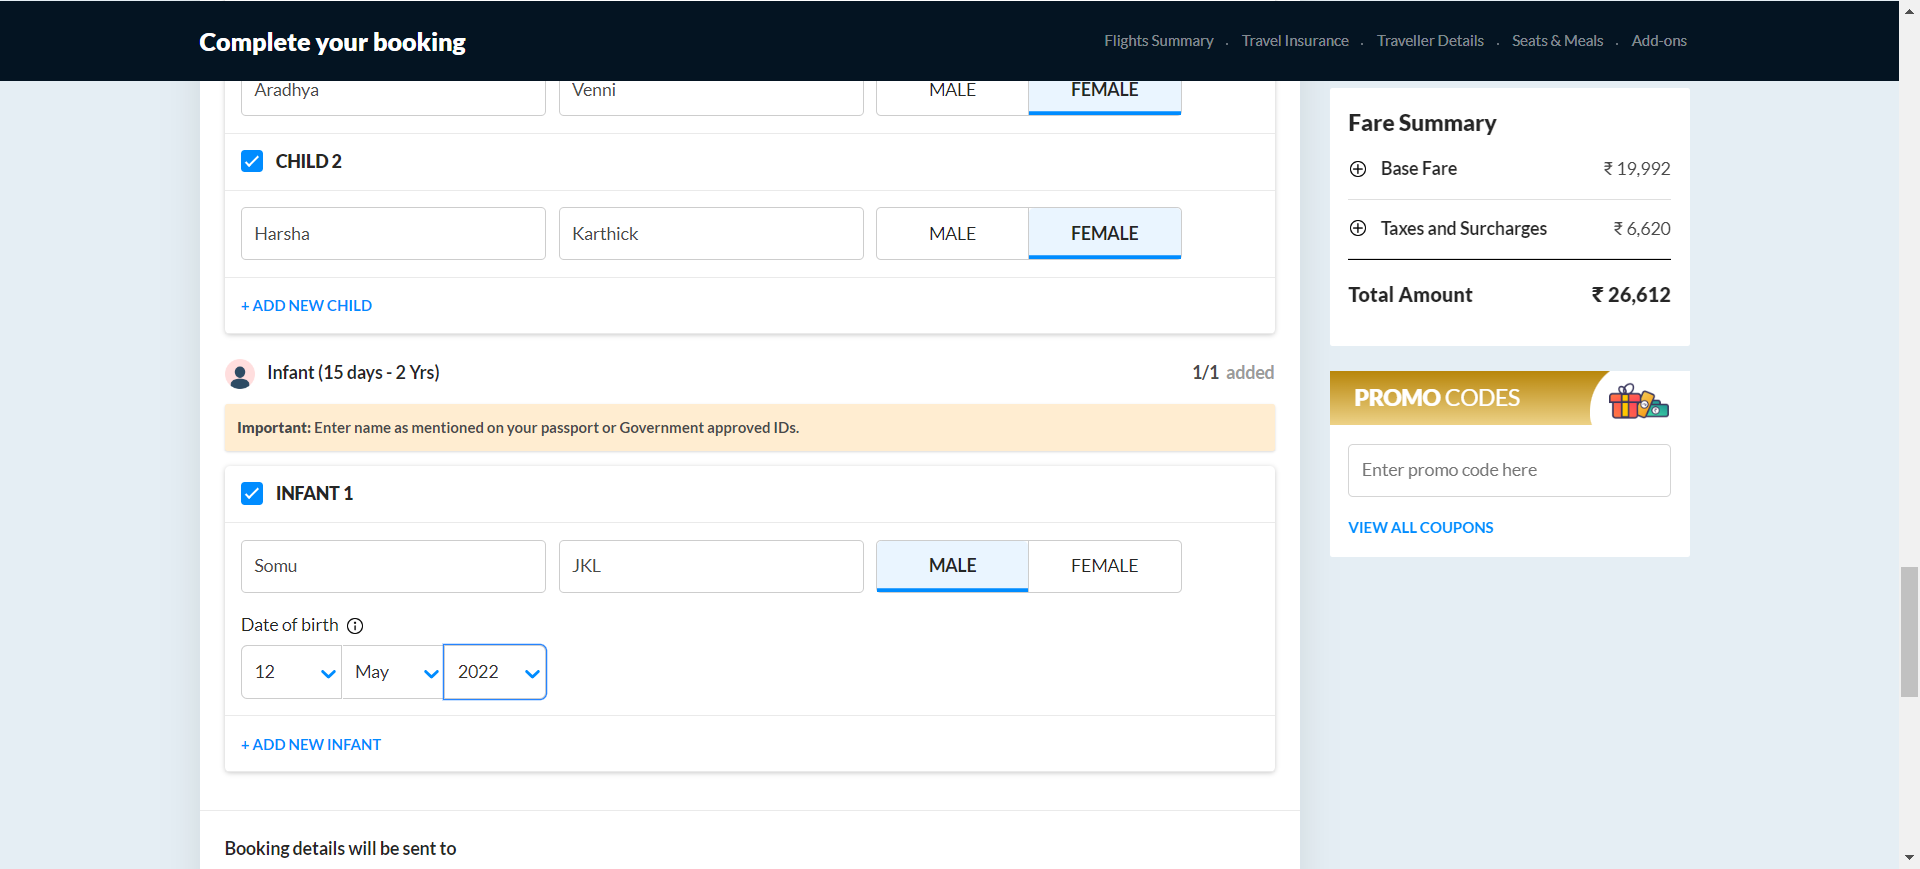 Complete your booking
Flights Summary . Travel Insurance . Traveller Details . Seats & Meals . Add-ons
Aradhya Venni MALE FEMALE
CHILD 2
Harsha Karthick MALE FEMALE
+ ADD NEW CHILD
Infant (15 days - 2 Yrs) 1/1 added
Important: Enter name as mentioned on your passport or Government approved IDs.
INFANT 1
Somu JKL MALE FEMALE
Date of birth
12 May 2022
+ ADD NEW INFANT
Booking details will be sent to
Fare Summary
Base Fare ₹ 19,992
Taxes and Surcharges ₹ 6,620
Total Amount ₹ 26,612
PROMO CODES
Enter promo code here
VIEW ALL COUPONS